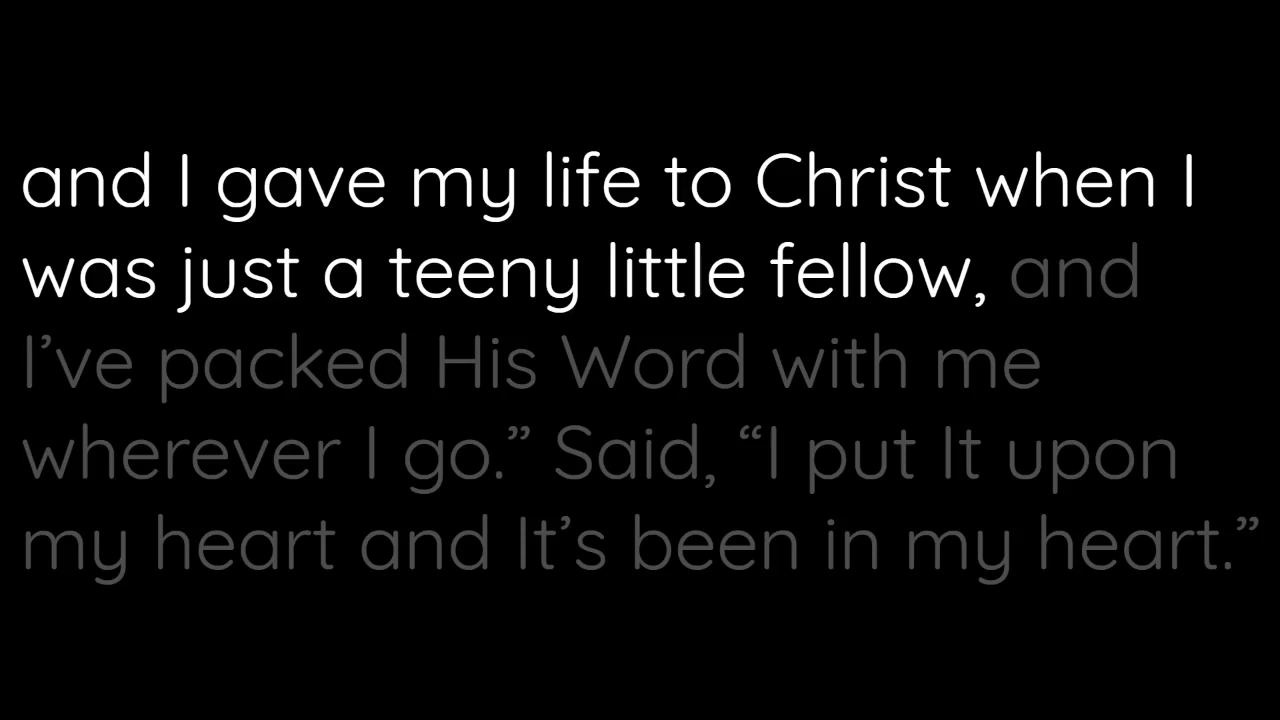 and I gave my life to Christ when I
was just a teeny little fellow, and
I’ve packed His Word with me
wherever I go.” Said, “I put It upon
my heart and It’s been in my heart.”